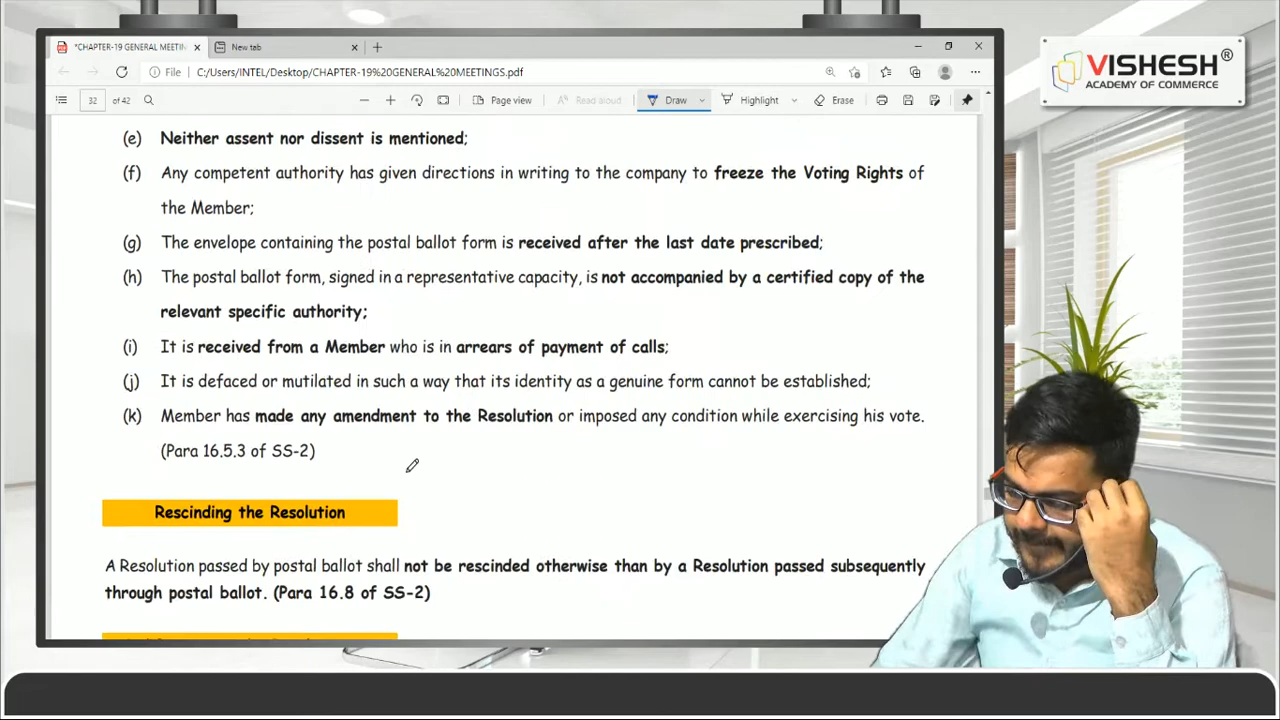 *CHAPTER-19 GENERAL MEETIN
New tab
File
C:/Users/INTEL/Desktop/CHAPTER-19%20GENERAL%20MEETINGS.pdf
32 of 42
Page view
Read aloud
Draw
Highlight
Erase
VISHESH®
ACADEMY OF COMMERCE
(e) Neither assent nor dissent is mentioned;
(f) Any competent authority has given directions in writing to the company to freeze the Voting Rights of
the Member;
(g) The envelope containing the postal ballot form is received after the last date prescribed;
(h) The postal ballot form, signed in a representative capacity, is not accompanied by a certified copy of the
relevant specific authority;
(i) It is received from a Member who is in arrears of payment of calls;
(j) It is defaced or mutilated in such a way that its identity as a genuine form cannot be established;
(k) Member has made any amendment to the Resolution or imposed any condition while exercising his vote.
(Para 16.5.3 of SS-2)
Rescinding the Resolution
A Resolution passed by postal ballot shall not be rescinded otherwise than by a Resolution passed subsequently
through postal ballot. (Para 16.8 of SS-2)